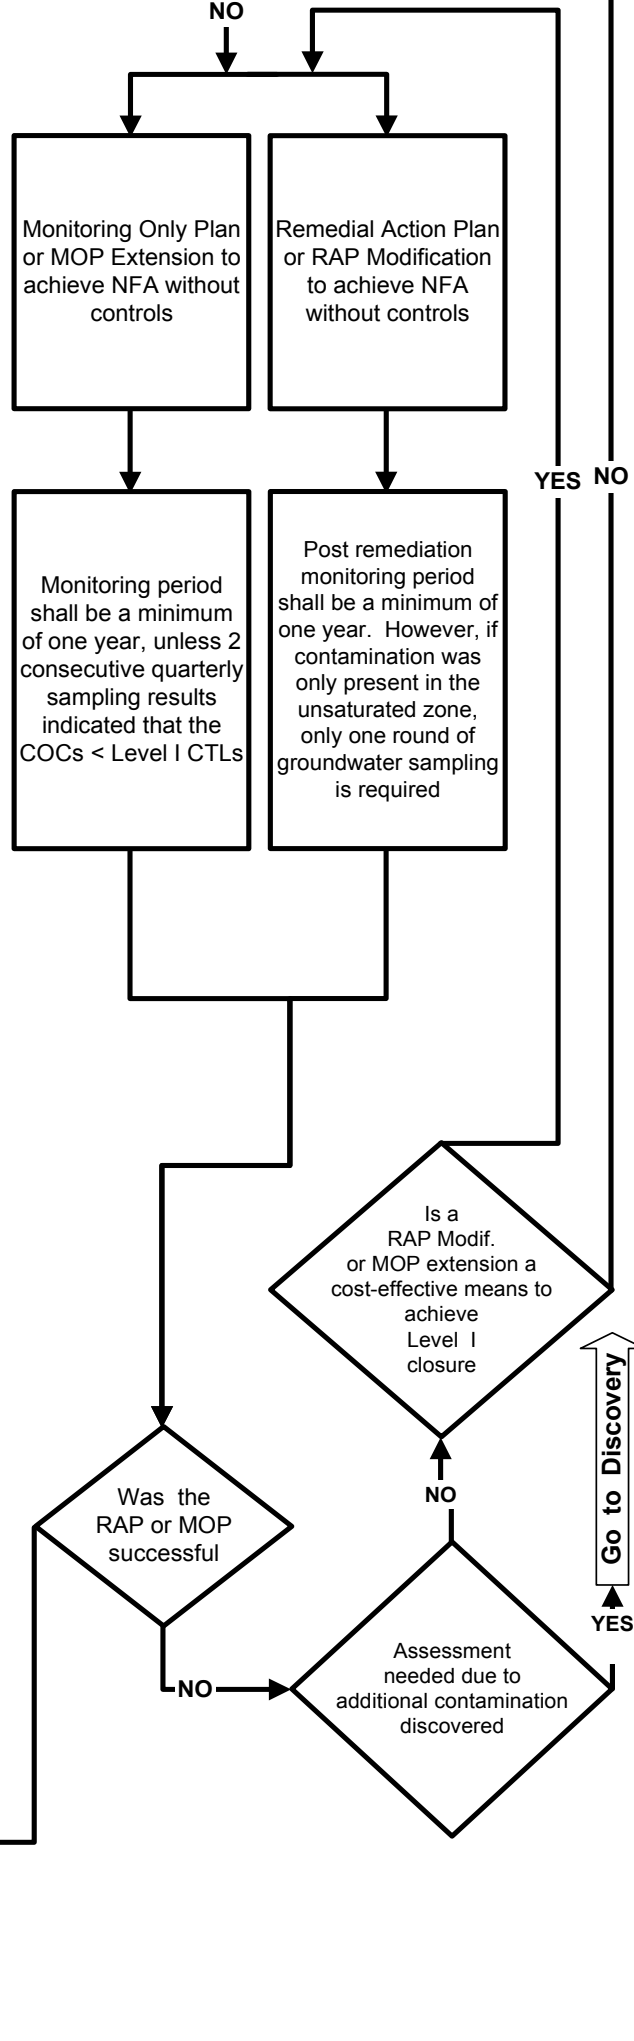 NO
Monitoring Only Plan
or MOP Extension to
achieve NFA without
controls
Remedial Action Plan
or RAP Modification
to achieve NFA
without controls
YES
NO
Monitoring period
shall be a minimum
of one year, unless 2
consecutive quarterly
sampling results
indicated that the
COCs < Level I CTLs
Post remediation
monitoring period
shall be a minimum of
one year. However, if
contamination was
only present in the
unsaturated zone,
only one round of
groundwater sampling
is required
Is a
RAP Modif.
or MOP extension a
cost-effective means to
achieve
Level I
closure
Go to Discovery
Was the
RAP or MOP
successful
NO
YES
Assessment
needed due to
additional contamination
discovered
NO